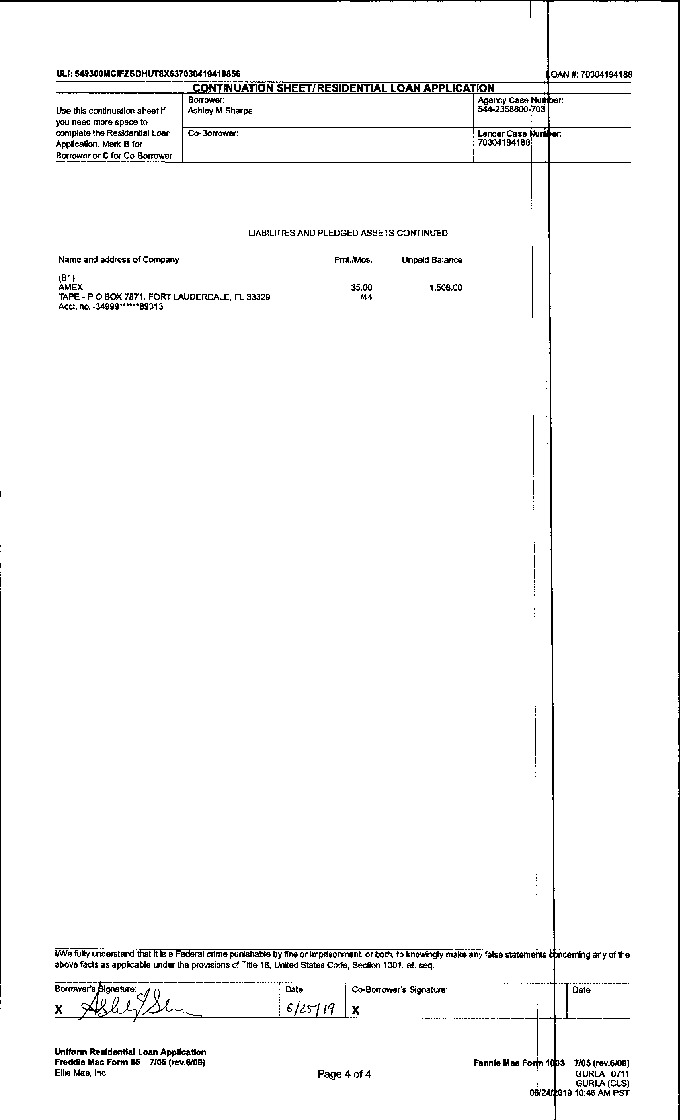 ULI: 549300MCIFZSDHUT8X63703041941​8856
LOAN #: 70304194188
CONTINUATION SHEET/RESIDENTIAL LOAN APPLICATION
Use this continuation sheet if
you need more space to
complete the Residential Loan
Application. Mark B for
Borrower or C for Co-Borrower
Borrower:
Ashley M Sharpe
Agency Case Number:
544-2358800-703
Co-Borrower:
Lender Case Number:
70304194188
LIABILITIES AND PLEDGED ASSETS CONTINUED
Name and address of Company Pmt./Mos. Unpaid Balance
(B*)
AMEX 35.00 1,508.00
TAPE - P O BOX 7871, FORT LAUDERDALE, FL 33329
Acct. no. -34999******89313
I/We fully understand that it is a Federal crime punishable by fine or imprisonment, or both, to knowingly make any false statements concerning any of the
above facts as applicable under the provisions of Title 18, United States Code, Section 1001, et. seq.
Borrower's Signature: Date Co-Borrower's Signature: Date
X 6/25/19 X
Uniform Residential Loan Application
Freddie Mac Form 65 7/05 (rev.6/09)
Fannie Mae Form 1003 7/05 (rev.6/09)
Ellie Mae, Inc.
Page 4 of 4
GURLA 0711
GURLA (CLS)
06/24/2019 10:46 AM PST